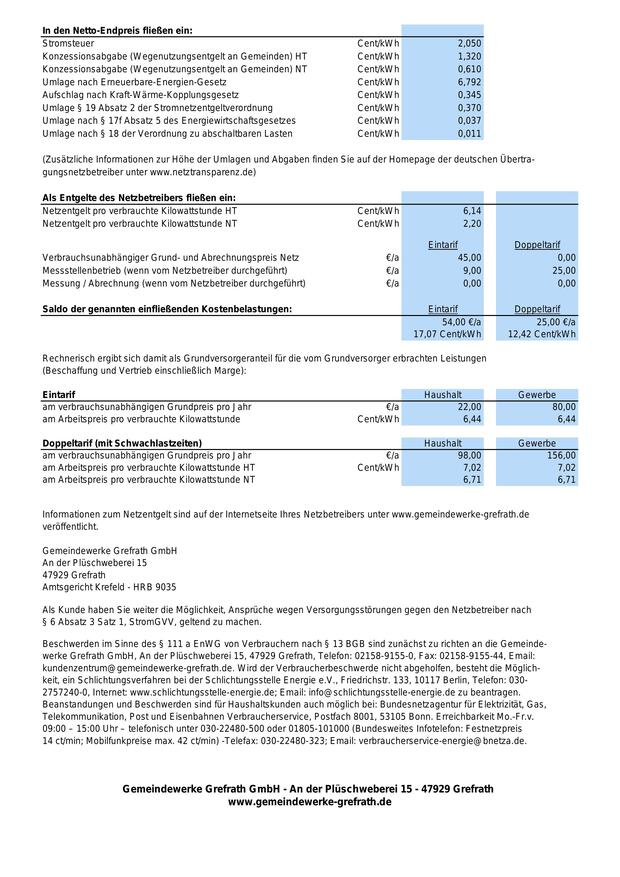 In den Netto-Endpreis fließen ein:
Stromsteuer Cent/kWh 2,050
Konzessionsabgabe (Wegenutzungsentgelt an Gemeinden) HT Cent/kWh 1,320
Konzessionsabgabe (Wegenutzungsentgelt an Gemeinden) NT Cent/kWh 0,610
Umlage nach Erneuerbare-Energien-Gesetz Cent/kWh 6,792
Aufschlag nach Kraft-Wärme-Kopplungsgesetz Cent/kWh 0,345
Umlage § 19 Absatz 2 der Stromnetzentgeltverordnung Cent/kWh 0,370
Umlage nach § 17f Absatz 5 des Energiewirtschaftsgesetzes Cent/kWh 0,037
Umlage nach § 18 der Verordnung zu abschaltbaren Lasten Cent/kWh 0,011
(Zusätzliche Informationen zur Höhe der Umlagen und Abgaben finden Sie auf der Homepage der deutschen Übertra-
gungsnetzbetreiber unter www.netztransparenz.de)
Als Entgelte des Netzbetreibers fließen ein:
Netzentgelt pro verbrauchte Kilowattstunde HT Cent/kWh 6,14
Netzentgelt pro verbrauchte Kilowattstunde NT Cent/kWh 2,20
Eintarif Doppeltarif
Verbrauchsunabhängiger Grund- und Abrechnungspreis Netz €/a 45,00 0,00
Messstellenbetrieb (wenn vom Netzbetreiber durchgeführt) €/a 9,00 25,00
Messung / Abrechnung (wenn vom Netzbetreiber durchgeführt) €/a 0,00 0,00
Saldo der genannten einfließenden Kostenbelastungen: Eintarif Doppeltarif
54,00 €/a 25,00 €/a
17,07 Cent/kWh 12,42 Cent/kWh
Rechnerisch ergibt sich damit als Grundversorgeranteil für die vom Grundversorger erbrachten Leistungen
(Beschaffung und Vertrieb einschließlich Marge):
Eintarif Haushalt Gewerbe
am verbrauchsunabhängigen Grundpreis pro Jahr €/a 22,00 80,00
am Arbeitspreis pro verbrauchte Kilowattstunde Cent/kWh 6,44 6,44
Doppeltarif (mit Schwachlastzeiten) Haushalt Gewerbe
am verbrauchsunabhängigen Grundpreis pro Jahr €/a 98,00 156,00
am Arbeitspreis pro verbrauchte Kilowattstunde HT Cent/kWh 7,02 7,02
am Arbeitspreis pro verbrauchte Kilowattstunde NT 6,71 6,71
Informationen zum Netzentgelt sind auf der Internetseite Ihres Netzbetreibers unter www.gemeindewerke-grefrath.de
veröffentlicht.
Gemeindewerke Grefrath GmbH
An der Plüschweberei 15
47929 Grefrath
Amtsgericht Krefeld - HRB 9035
Als Kunde haben Sie weiter die Möglichkeit, Ansprüche wegen Versorgungsstörungen gegen den Netzbetreiber nach
§ 6 Absatz 3 Satz 1, StromGVV, geltend zu machen.
Beschwerden im Sinne des § 111 a EnWG von Verbrauchern nach § 13 BGB sind zunächst zu richten an die Gemeinde-
werke Grefrath GmbH, An der Plüschweberei 15, 47929 Grefrath, Telefon: 02158-9155-0, Fax: 02158-9155-44, Email:
kundenzentrum@gemeindewerke-grefrath.de. Wird der Verbraucherbeschwerde nicht abgeholfen, besteht die Möglich-
keit, ein Schlichtungsverfahren bei der Schlichtungsstelle Energie e.V., Friedrichstr. 133, 10117 Berlin, Telefon: 030-
2757240-0, Internet: www.schlichtungsstelle-energie.de; Email: info@schlichtungsstelle-energie.de zu beantragen.
Beanstandungen und Beschwerden sind für Haushaltskunden auch möglich bei: Bundesnetzagentur für Elektrizität, Gas,
Telekommunikation, Post und Eisenbahnen Verbraucherservice, Postfach 8001, 53105 Bonn. Erreichbarkeit Mo.-Fr.v.
09:00 – 15:00 Uhr – telefonisch unter 030-22480-500 oder 01805-101000 (Bundesweites Infotelefon: Festnetzpreis
14 ct/min; Mobilfunkpreise max. 42 ct/min) -Telefax: 030-22480-323; Email: verbraucherservice-energie@bnetza.de.
Gemeindewerke Grefrath GmbH - An der Plüschweberei 15 - 47929 Grefrath
www.gemeindewerke-grefrath.de